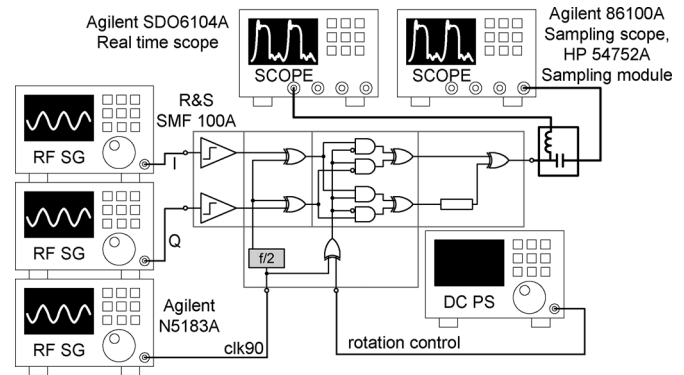 Agilent SDO6104A
Real time scope
SCOPE
SCOPE
Agilent 86100A
Sampling scope,
HP 54752A
Sampling module
R&S
SMF 100A
RF SG
I
RF SG
Q
f/2
RF SG
Agilent
N5183A
clk90
rotation control
DC PS